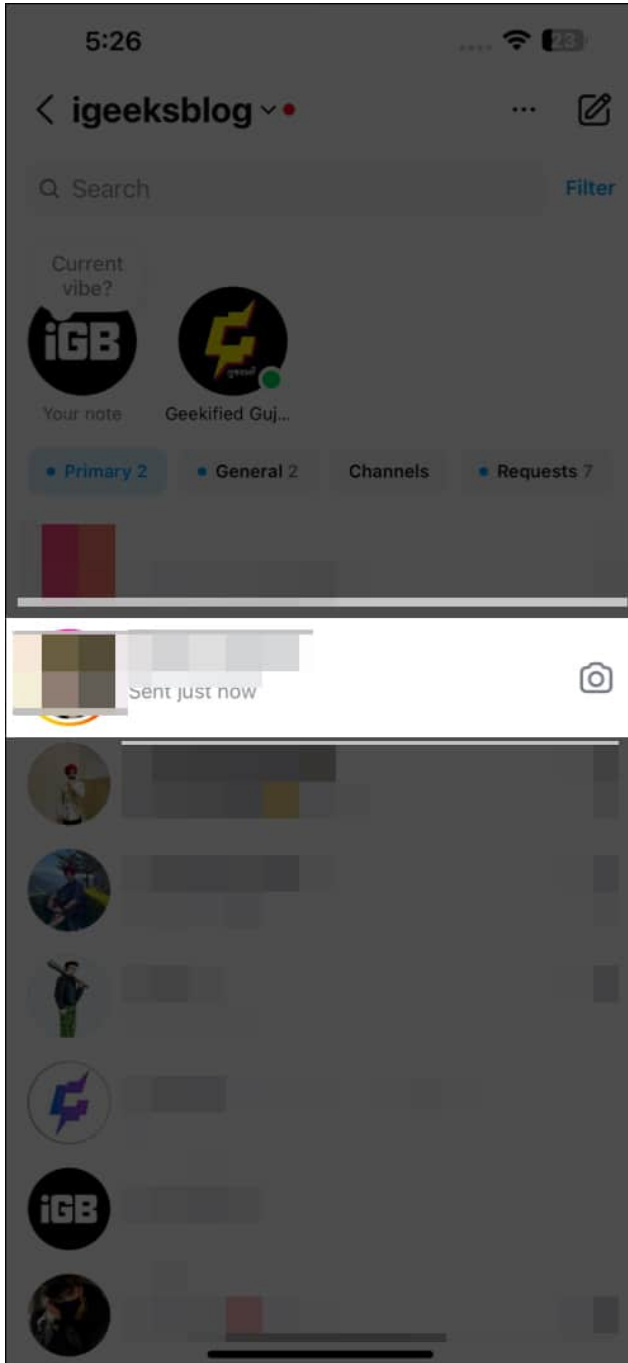 5:26
23
igeeksblog
Search
Filter
Current
vibe?
iGB
Your note
Geekified Guj...
Primary 2
General 2
Channels
Requests 7
Sent just now
iGB